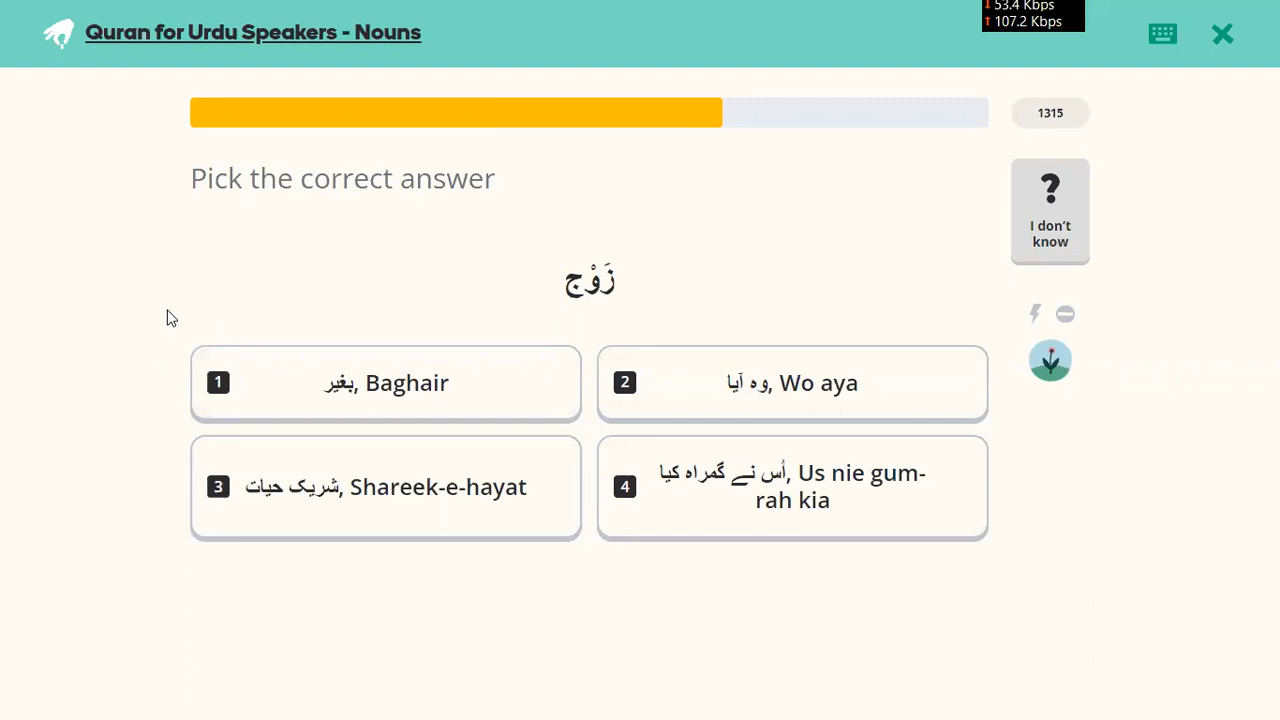 53.4 Kbps
107.2 Kbps
Quran for Urdu Speakers - Nouns
1315
Pick the correct answer
?
I don't
know
زَوْج
1 بغیر, Baghair
2 وہ آیا, Wo aya
3 شریک حیات, Shareek-e-hayat
4 اُس نے گمراہ کیا, Us nie gum-
rah kia